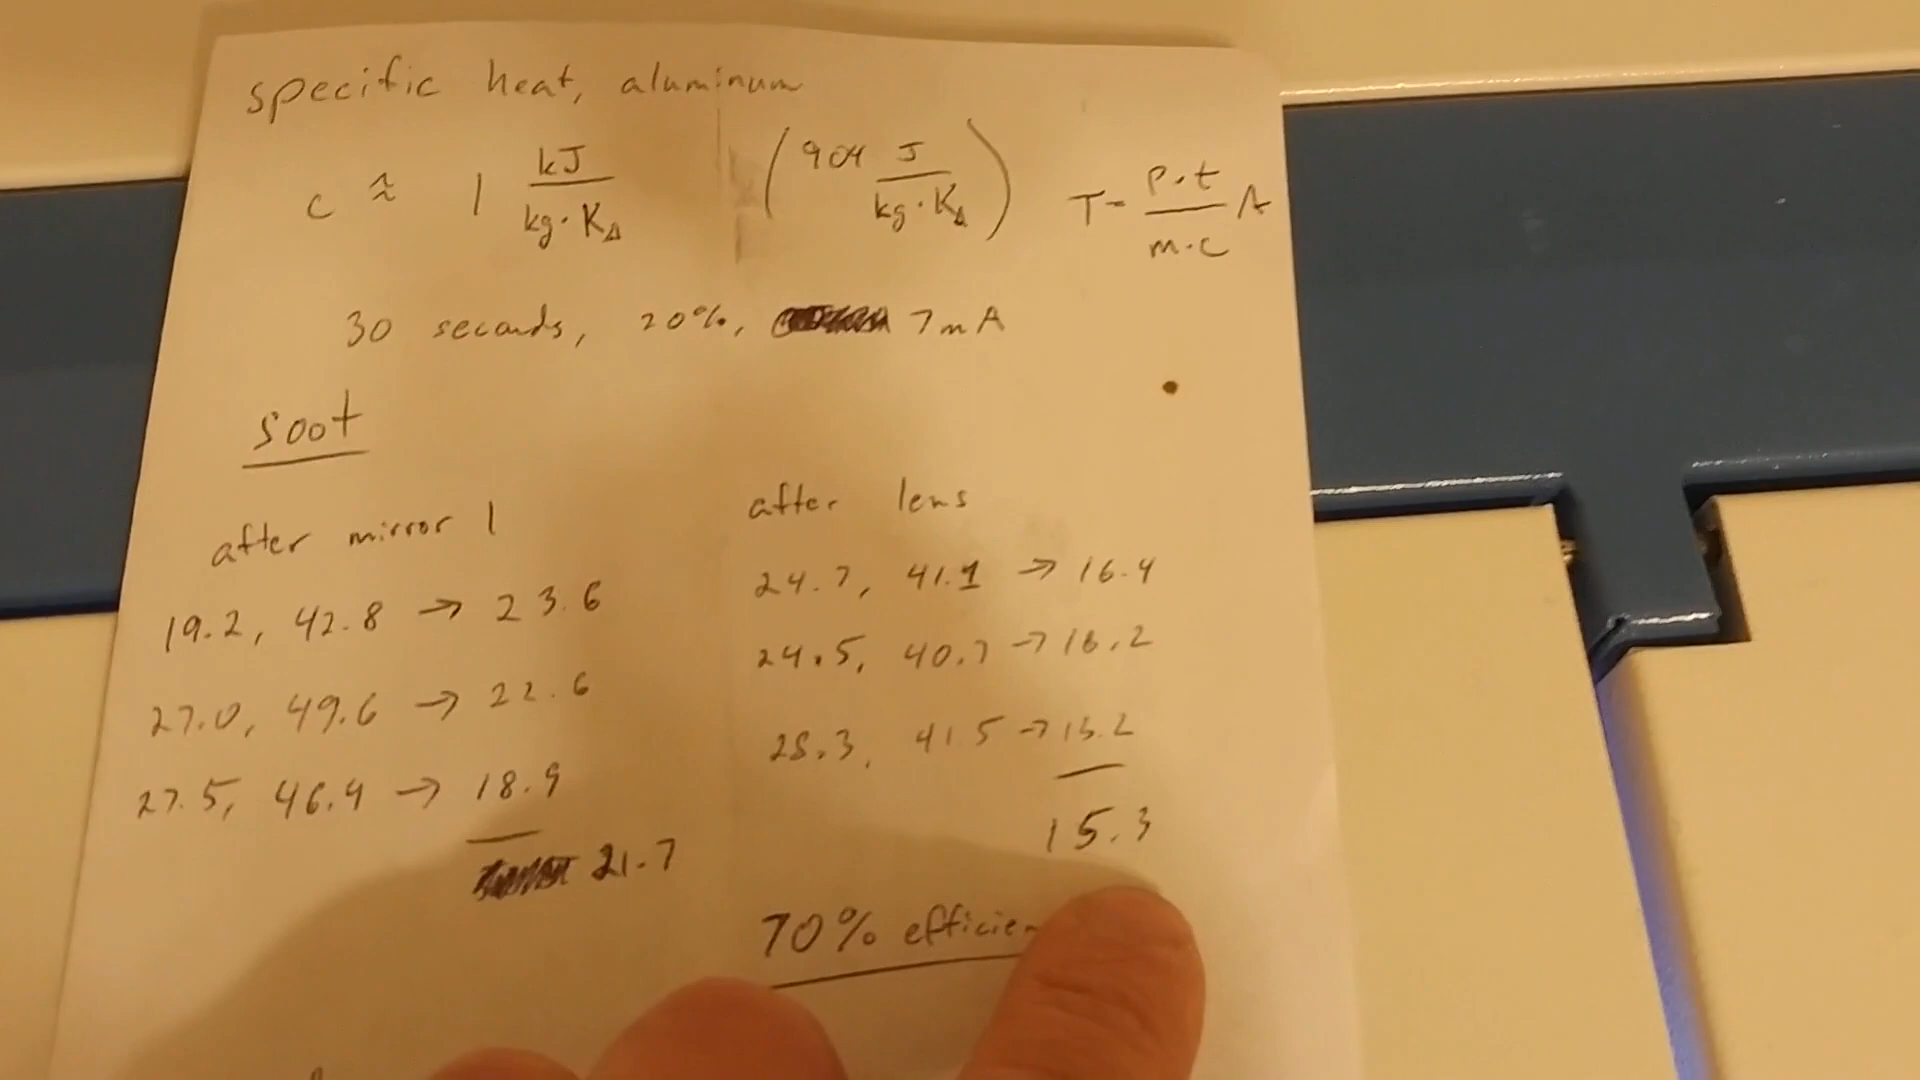 specific heat, aluminum
c ≈ 1 kJ/kg·K∆ (904 J/kg·K∆) T = P·t/m·c A
30 seconds, 20%, 7mA
soot
after mirror 1
19.2, 42.8 → 23.6
27.0, 49.6 → 22.6
27.5, 46.4 → 18.9
21.7
after lens
24.7, 41.1 → 16.4
24.5, 40.7 → 16.2
28.3, 41.5 → 13.2
15.3
70% efficien